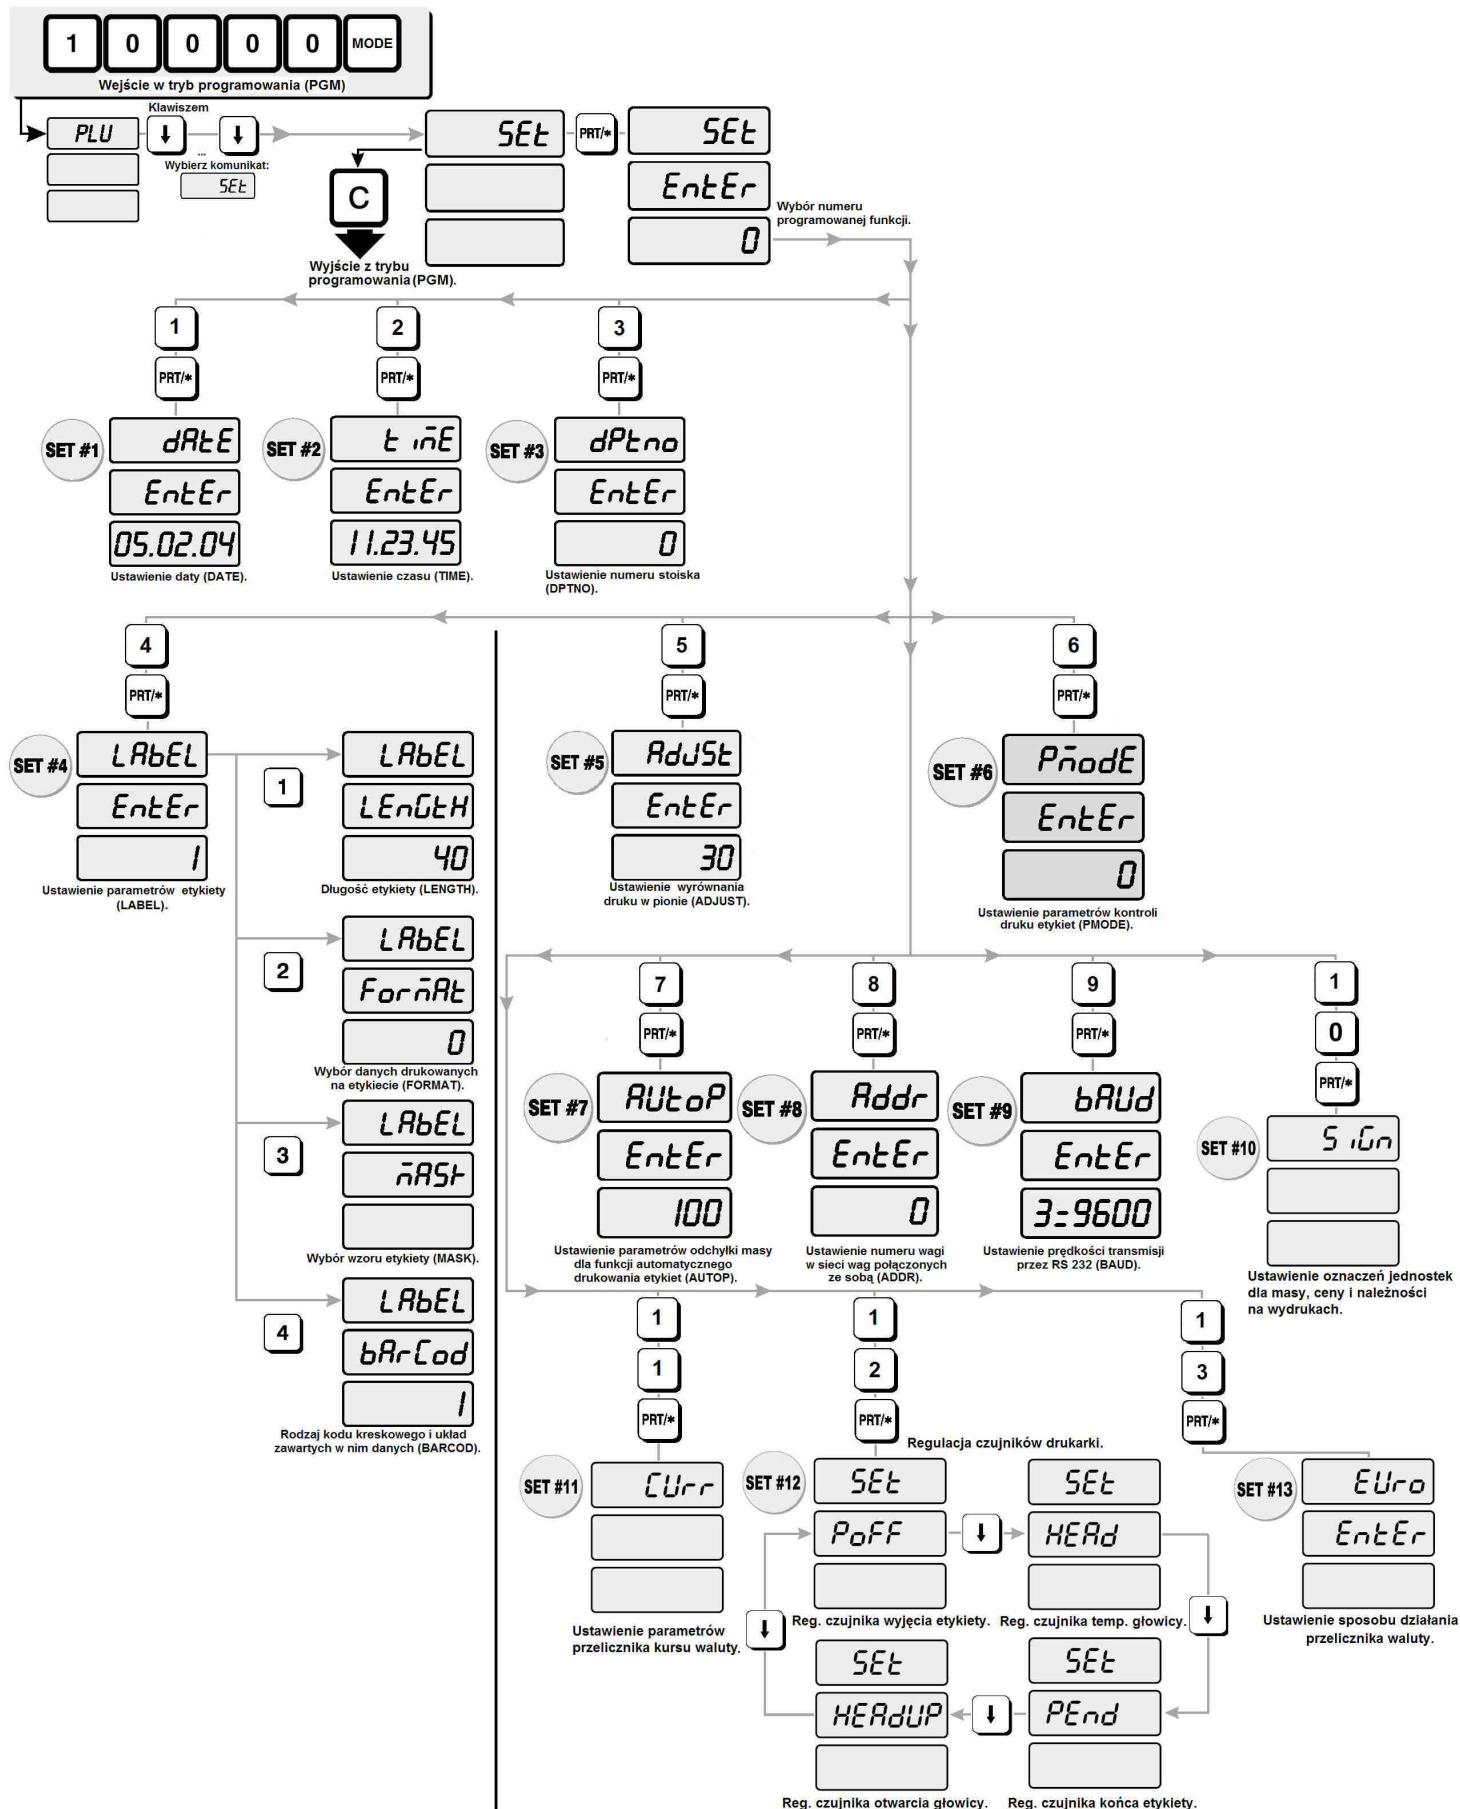 1 0 0 0 0 MODE
Wejście w tryb programowania (PGM)
PLU
Klawiszem
↓ ↓
...
Wybierz komunikat:
SEt
SEt
PRT/*
SEt
EntEr
0
C
Wyjście z trybu
programowania (PGM).
Wybór numeru
programowanej funkcji.
1
PRT/*
SET #1
dAtE
EntEr
05.02.04
Ustawienie daty (DATE).
2
PRT/*
SET #2
timE
EntEr
11.23.45
Ustawienie czasu (TIME).
3
PRT/*
SET #3
dPtno
EntEr
0
Ustawienie numeru stoiska
(DPTNO).
4
PRT/*
SET #4
LAbEL
EntEr
1
Ustawienie parametrów etykiety
(LABEL).
1
LAbEL
LEnGtH
40
Długość etykiety (LENGTH).
2
LAbEL
FormAt
0
Wybór danych drukowanych
na etykiecie (FORMAT).
3
LAbEL
mASk
Wybór wzoru etykiety (MASK).
4
LAbEL
bArCod
1
Rodzaj kodu kreskowego i układ
zawartych w nim danych (BARCOD).
5
PRT/*
SET #5
AdJSt
EntEr
30
Ustawienie wyrównania
druku w pionie (ADJUST).
6
PRT/*
SET #6
PmodE
EntEr
0
Ustawienie parametrów kontroli
druku etykiet (PMODE).
7
PRT/*
SET #7
AUtoP
EntEr
100
Ustawienie parametrów odchyłki masy
dla funkcji automatycznego
drukowania etykiet (AUTOP).
8
PRT/*
SET #8
Addr
EntEr
0
Ustawienie numeru wagi
w sieci wag połączonych
ze sobą (ADDR).
9
PRT/*
SET #9
bAUd
EntEr
3=9600
Ustawienie prędkości transmisji
przez RS 232 (BAUD).
1
0
PRT/*
SET #10
SiGn
Ustawienie oznaczeń jednostek
dla masy, ceny i należności
na wydrukach.
1
1
PRT/*
SET #11
CUrr
Ustawienie parametrów
przelicznika kursu waluty.
1
2
PRT/*
Regulacja czujników drukarki.
SET #12
SEt
PoFF
Reg. czujnika wyjęcia etykiety.
↓
SEt
HEAd
Reg. czujnika temp. głowicy.
↓
SEt
PEnd
Reg. czujnika końca etykiety.
↓
SEt
HEAdUP
Reg. czujnika otwarcia głowicy.
↓
1
3
PRT/*
SET #13
EUro
EntEr
Ustawienie sposobu działania
przelicznika waluty.